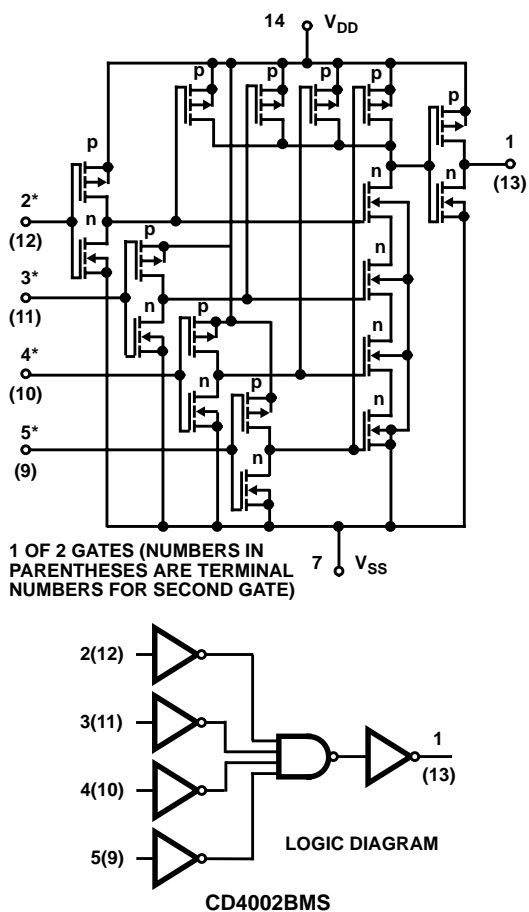 14 VDD
p p p p
p
1
(13)
p
2*
(12)
n
n
n
p
3*
(11)
n
n
p
4*
(10)
n
n
p
n
5*
(9)
n
1 OF 2 GATES (NUMBERS IN
PARENTHESES ARE TERMINAL
NUMBERS FOR SECOND GATE)
7 VSS
2(12)
3(11)
1
(13)
4(10)
5(9)
LOGIC DIAGRAM
CD4002BMS